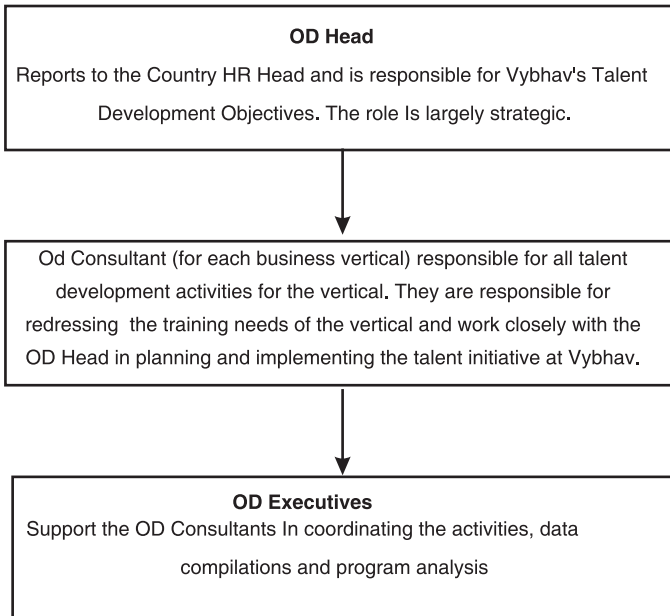 OD Head
Reports to the Country HR Head and is responsible for Vybhav's Talent
Development Objectives. The role Is largely strategic.
Od Consultant (for each business vertical) responsible for all talent
development activities for the vertical. They are responsible for
redressing the training needs of the vertical and work closely with the
OD Head in planning and implementing the talent initiative at Vybhav.
OD Executives
Support the OD Consultants In coordinating the activities, data
compilations and program analysis